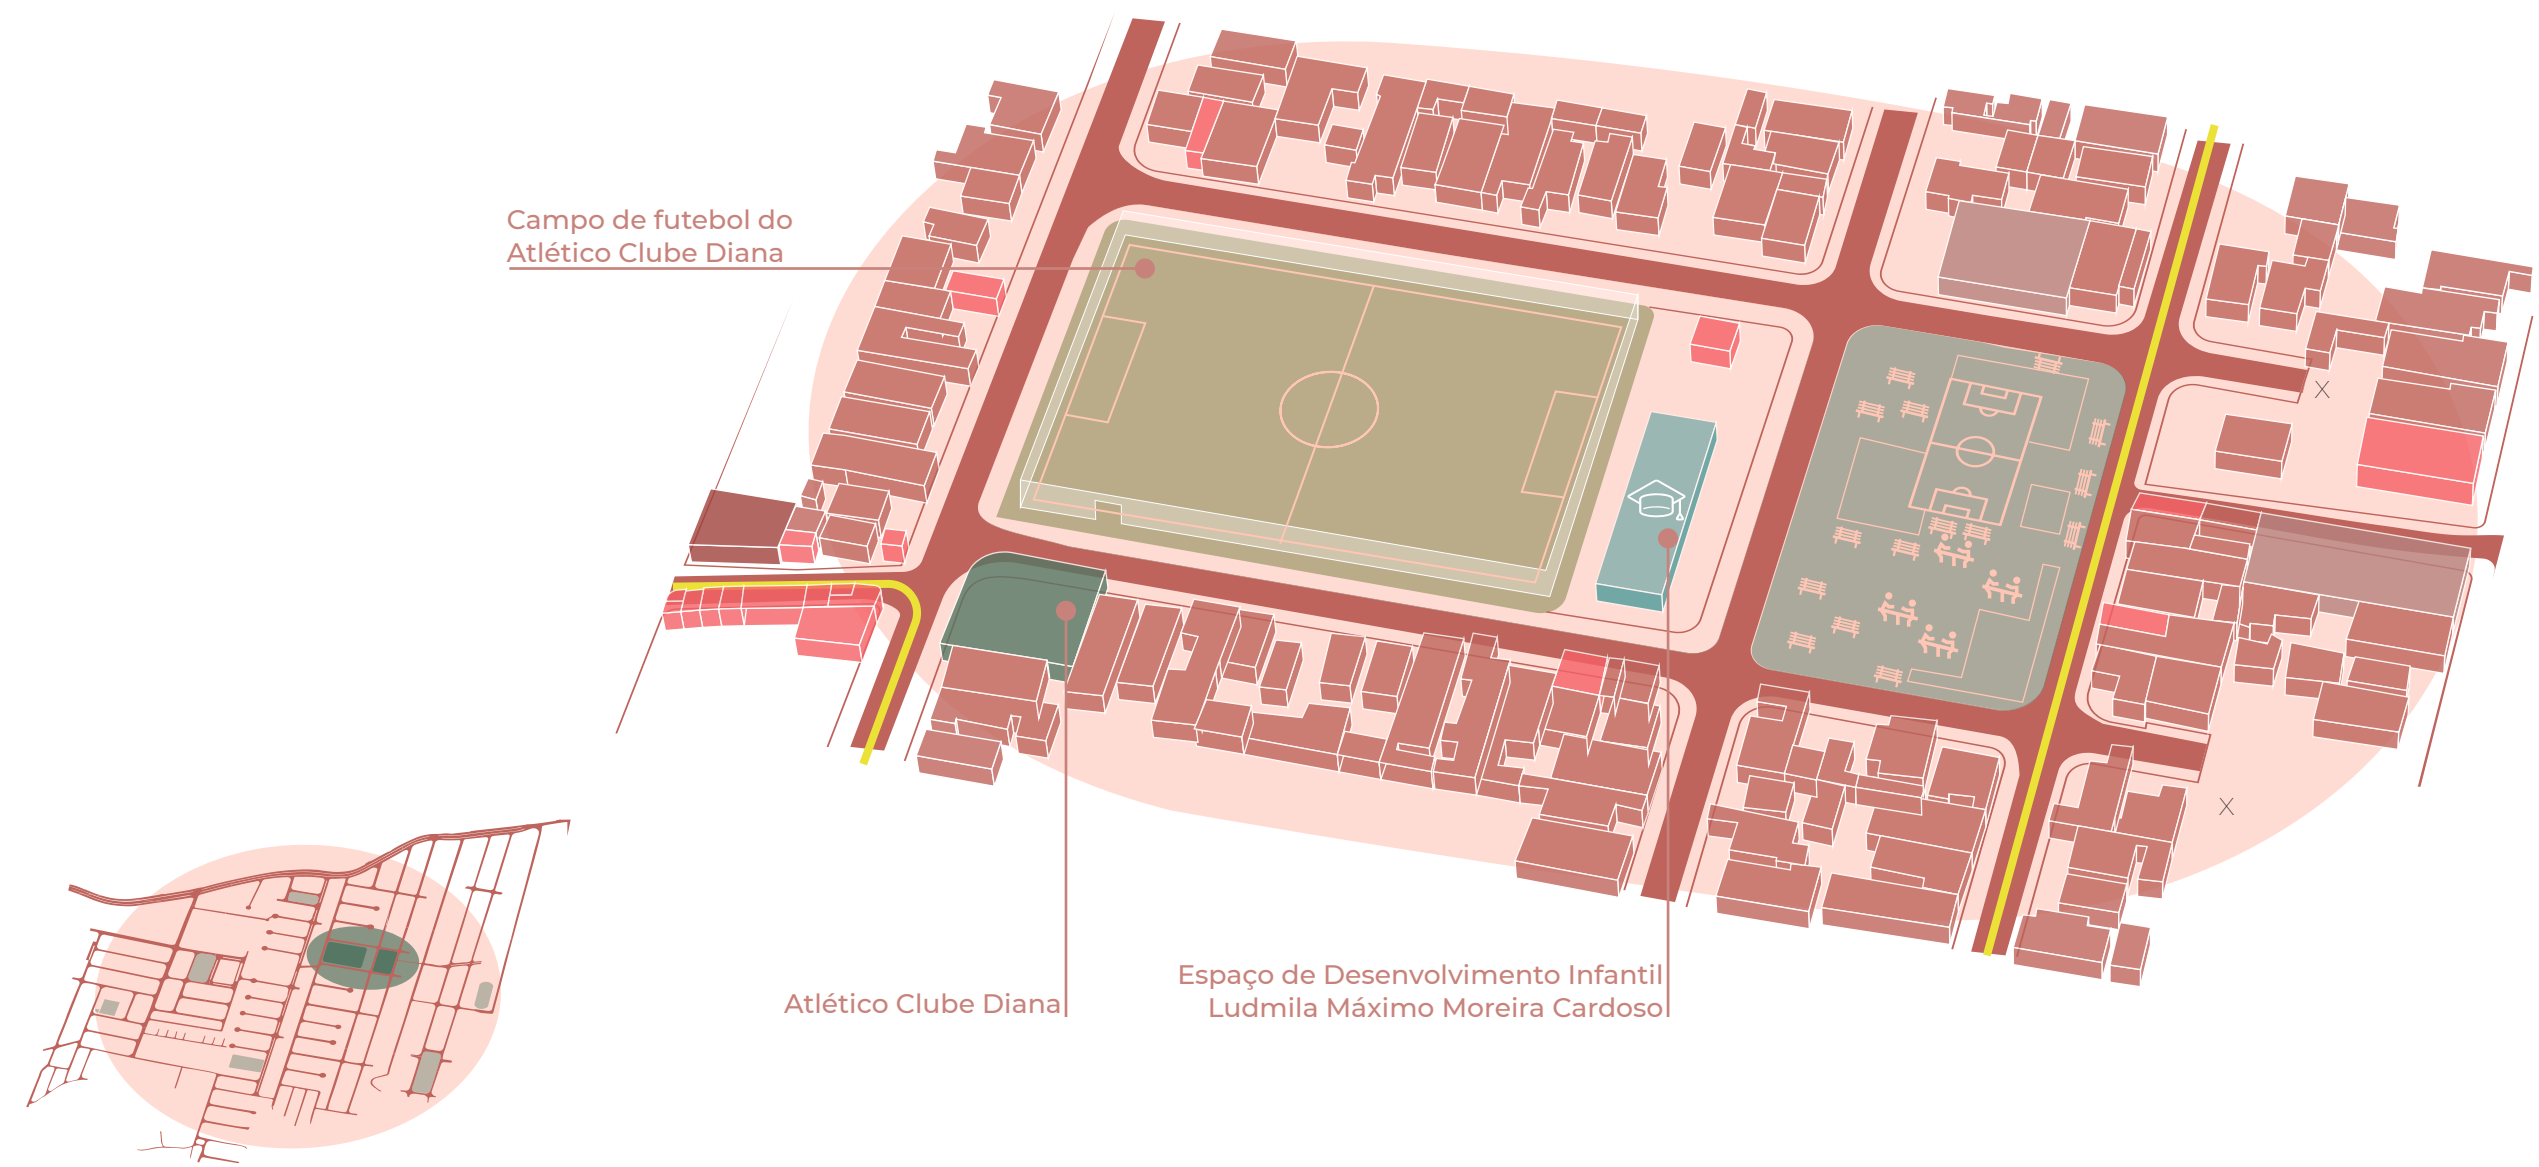 Campo de futebol do
Atlético Clube Diana
X
X
Espaço de Desenvolvimento Infantil
Ludmila Máximo Moreira Cardoso
Atlético Clube Diana